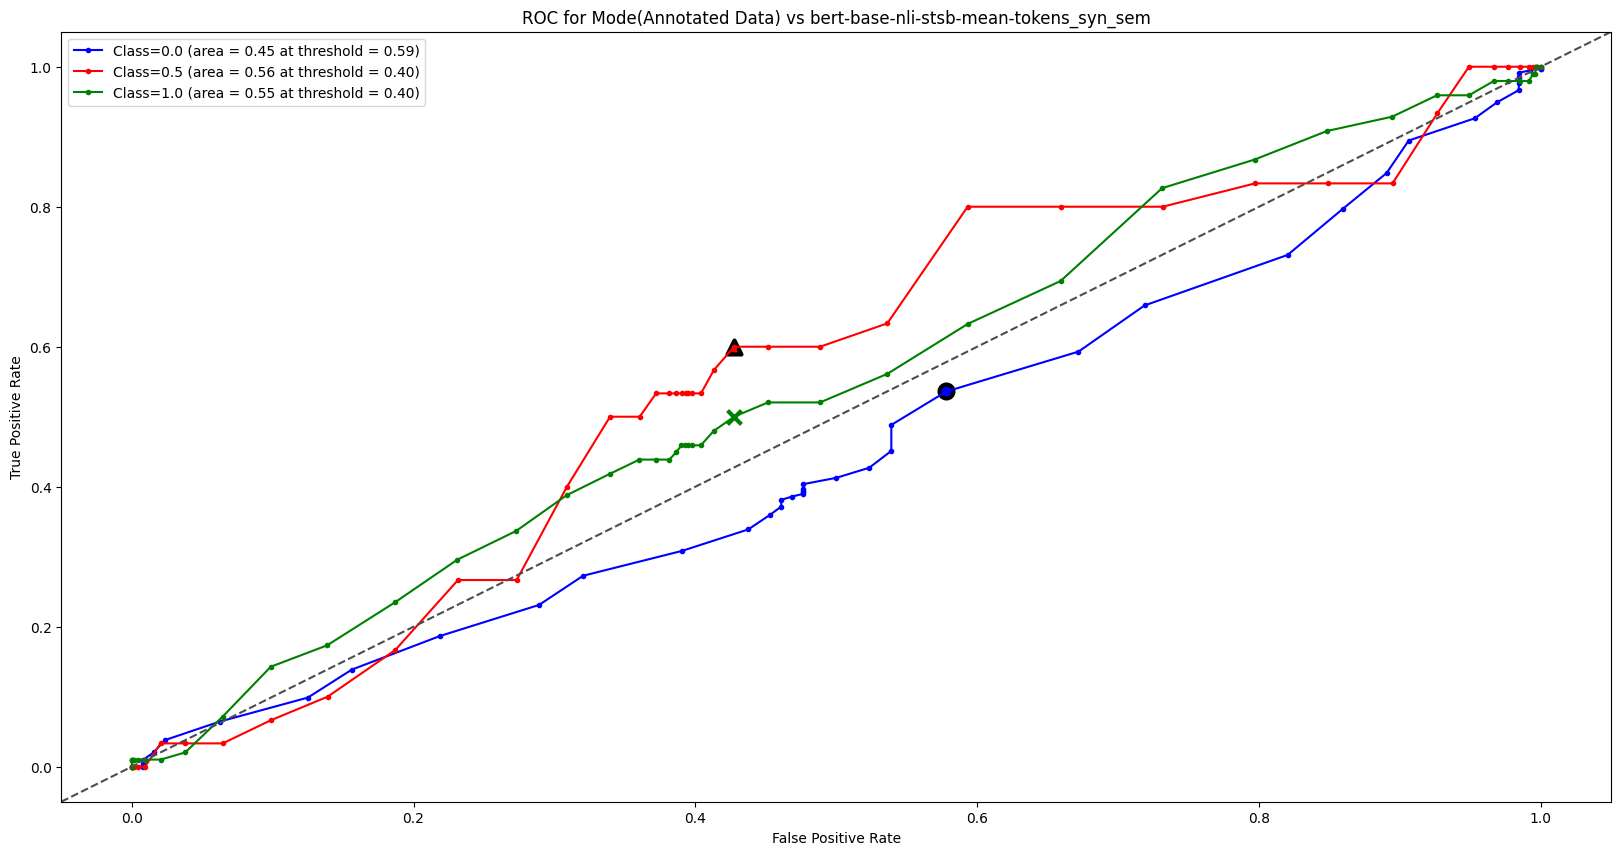 ROC for Mode(Annotated Data) vs bert-base-nli-stsb-mean-tokens_syn_sem
Class=0.0 (area = 0.45 at threshold = 0.59)
Class=0.5 (area = 0.56 at threshold = 0.40)
Class=1.0 (area = 0.55 at threshold = 0.40)
True Positive Rate
1.0
0.8
0.6
0.4
0.2
0.0
0.0 0.2 0.4 0.6 0.8 1.0
False Positive Rate